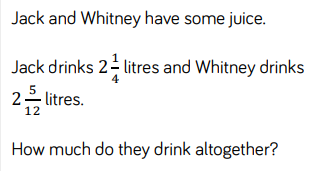 Jack and Whitney have some juice.
Jack drinks 2 1/4 litres and Whitney drinks
2 5/12 litres.
How much do they drink altogether?